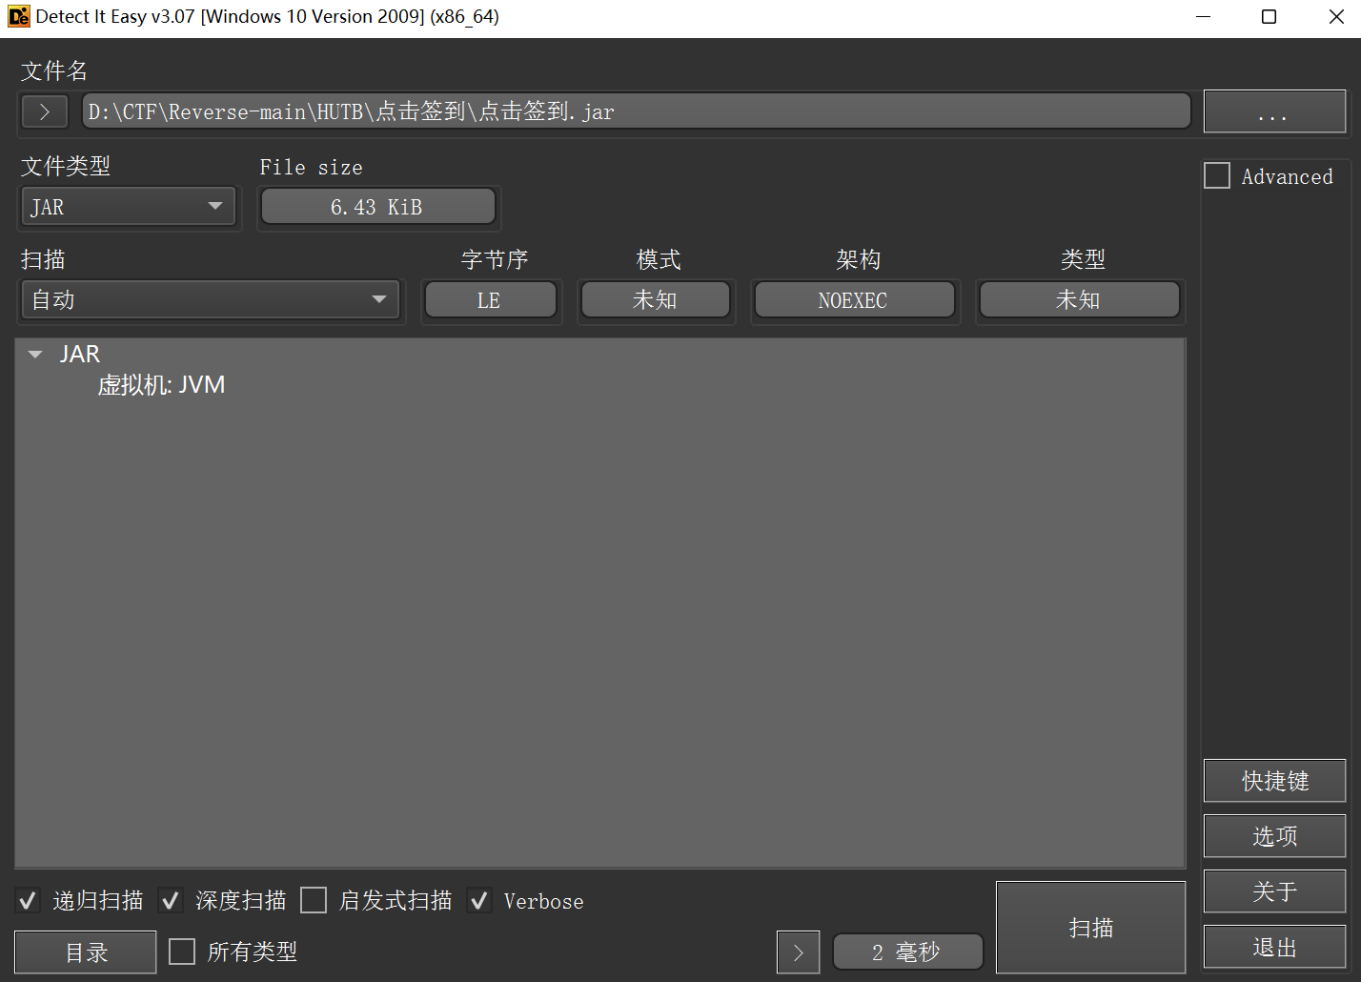 Detect It Easy v3.07 [Windows 10 Version 2009] (x86_64)
文件名
> D:\CTF\Reverse-main\HUTB\点击签到\点击签到.jar ...
文件类型 File size Advanced
JAR 6.43 KiB
扫描 字节序 模式 架构 类型
自动 LE 未知 NOEXEC 未知
JAR
虚拟机: JVM
快捷键
选项
关于
退出
递归扫描 深度扫描 启发式扫描 Verbose
目录 所有类型 > 2 毫秒 扫描